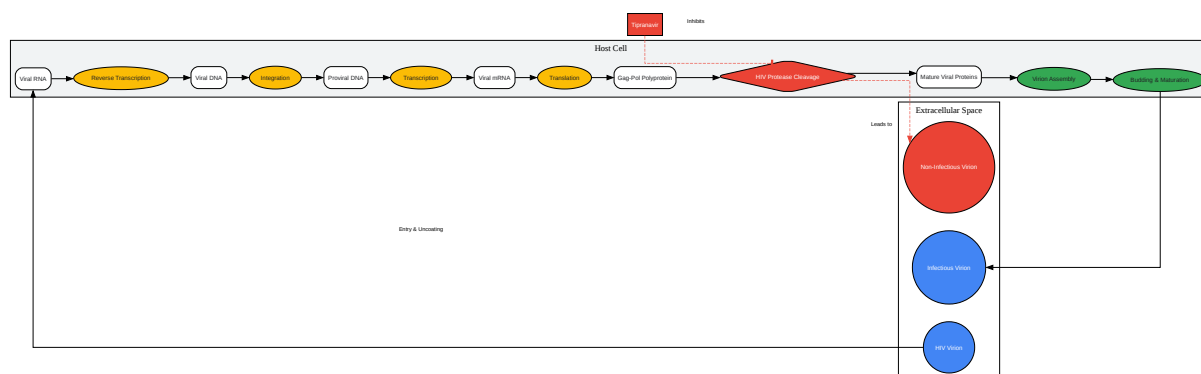 Tipranavir
Inhibits
Host Cell
Viral RNA
Reverse Transcription
Viral DNA
Integration
Proviral DNA
Transcription
Viral mRNA
Translation
Gag-Pol Polyprotein
HIV Protease Cleavage
Mature Viral Proteins
Virion Assembly
Budding & Maturation
Extracellular Space
Leads to
Non-Infectious Virion
Entry & Uncoating
Infectious Virion
HIV Virion